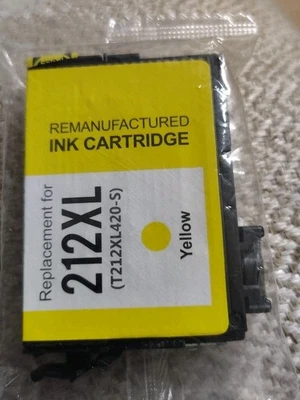 REMANUFACTURED
INK CARTRIDGE
Replacement for
212XL
(T212XL420-S)
Yellow